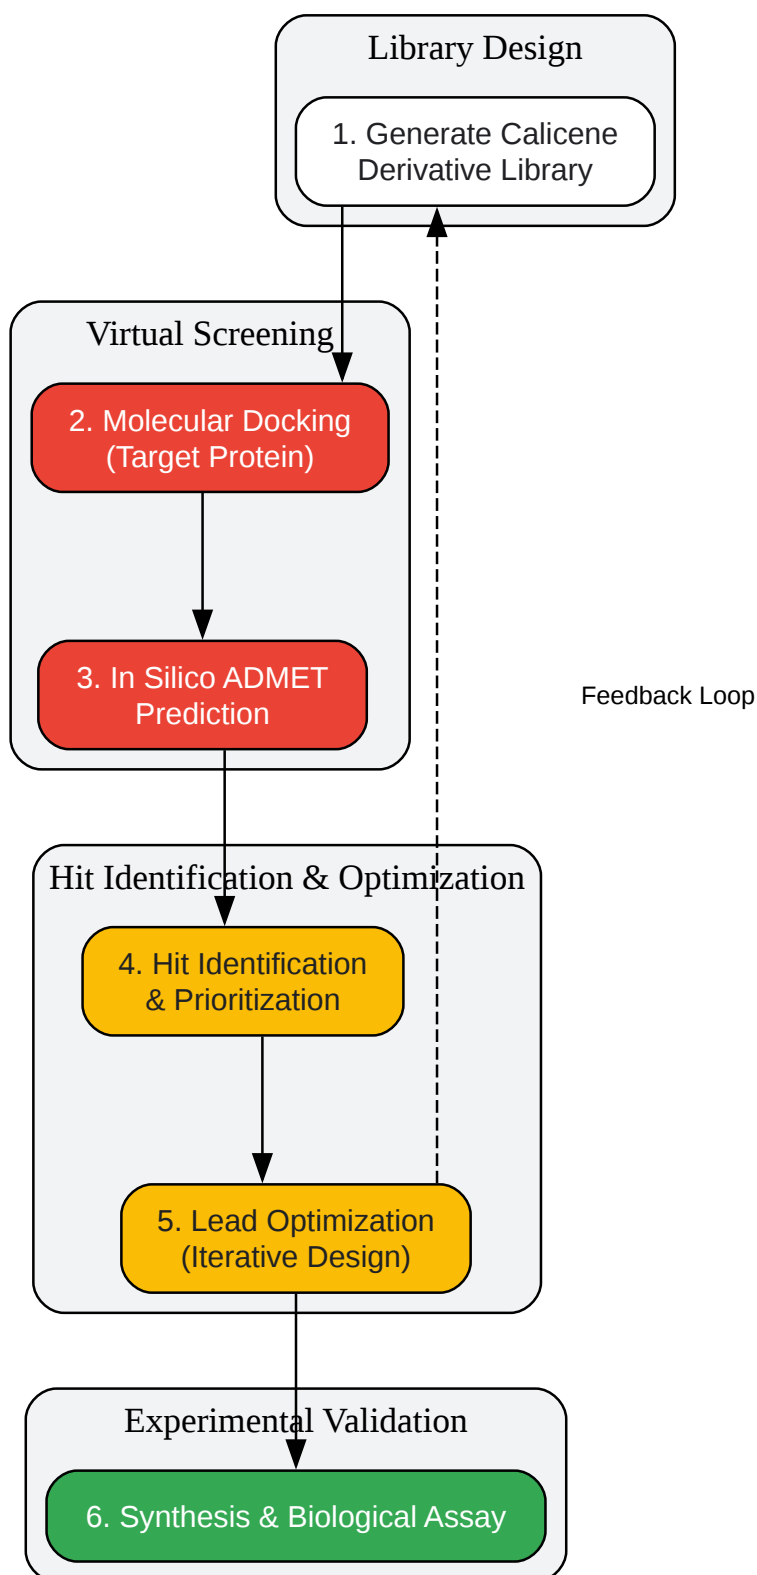 Library Design
1. Generate Calicene
Derivative Library
Virtual Screening
2. Molecular Docking
(Target Protein)
3. In Silico ADMET
Prediction
Feedback Loop
Hit Identification & Optimization
4. Hit Identification
& Prioritization
5. Lead Optimization
(Iterative Design)
Experimental Validation
6. Synthesis & Biological Assay